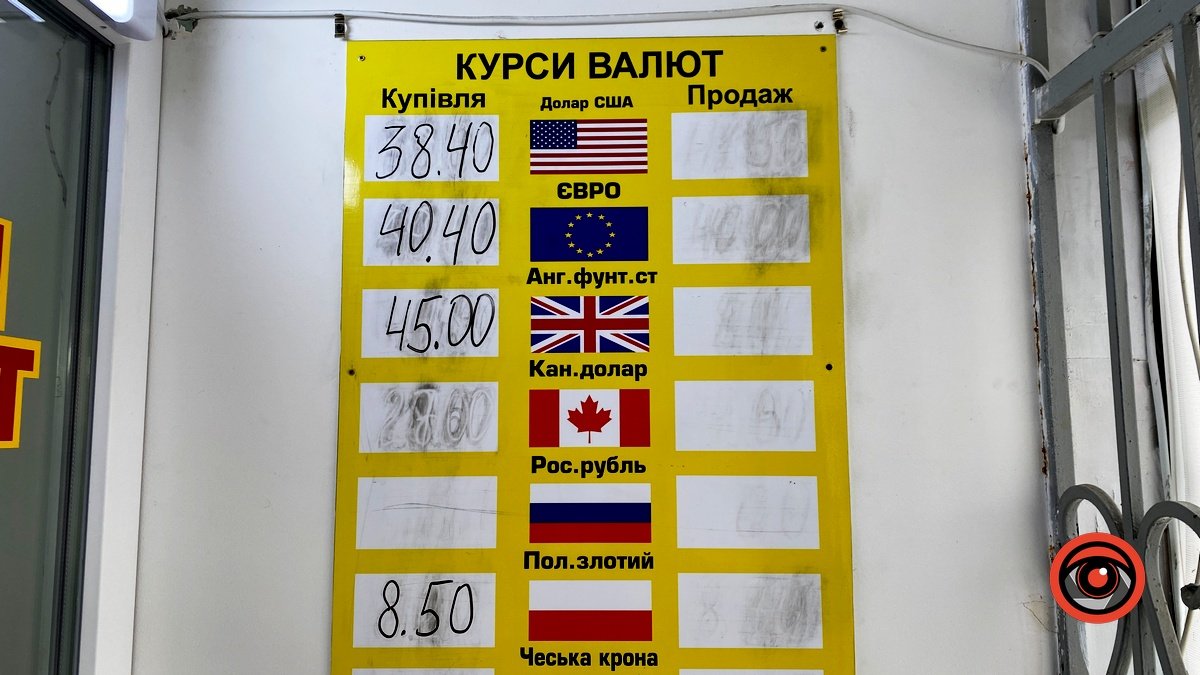 КУРСИ ВАЛЮТ
Купівля Долар США Продаж
38.40
ЄВРО
40.40
Анг.фунт.ст
45.00
Кан.долар
Рос.рубль
Пол.злотий
8.50
Чеська крона
Т